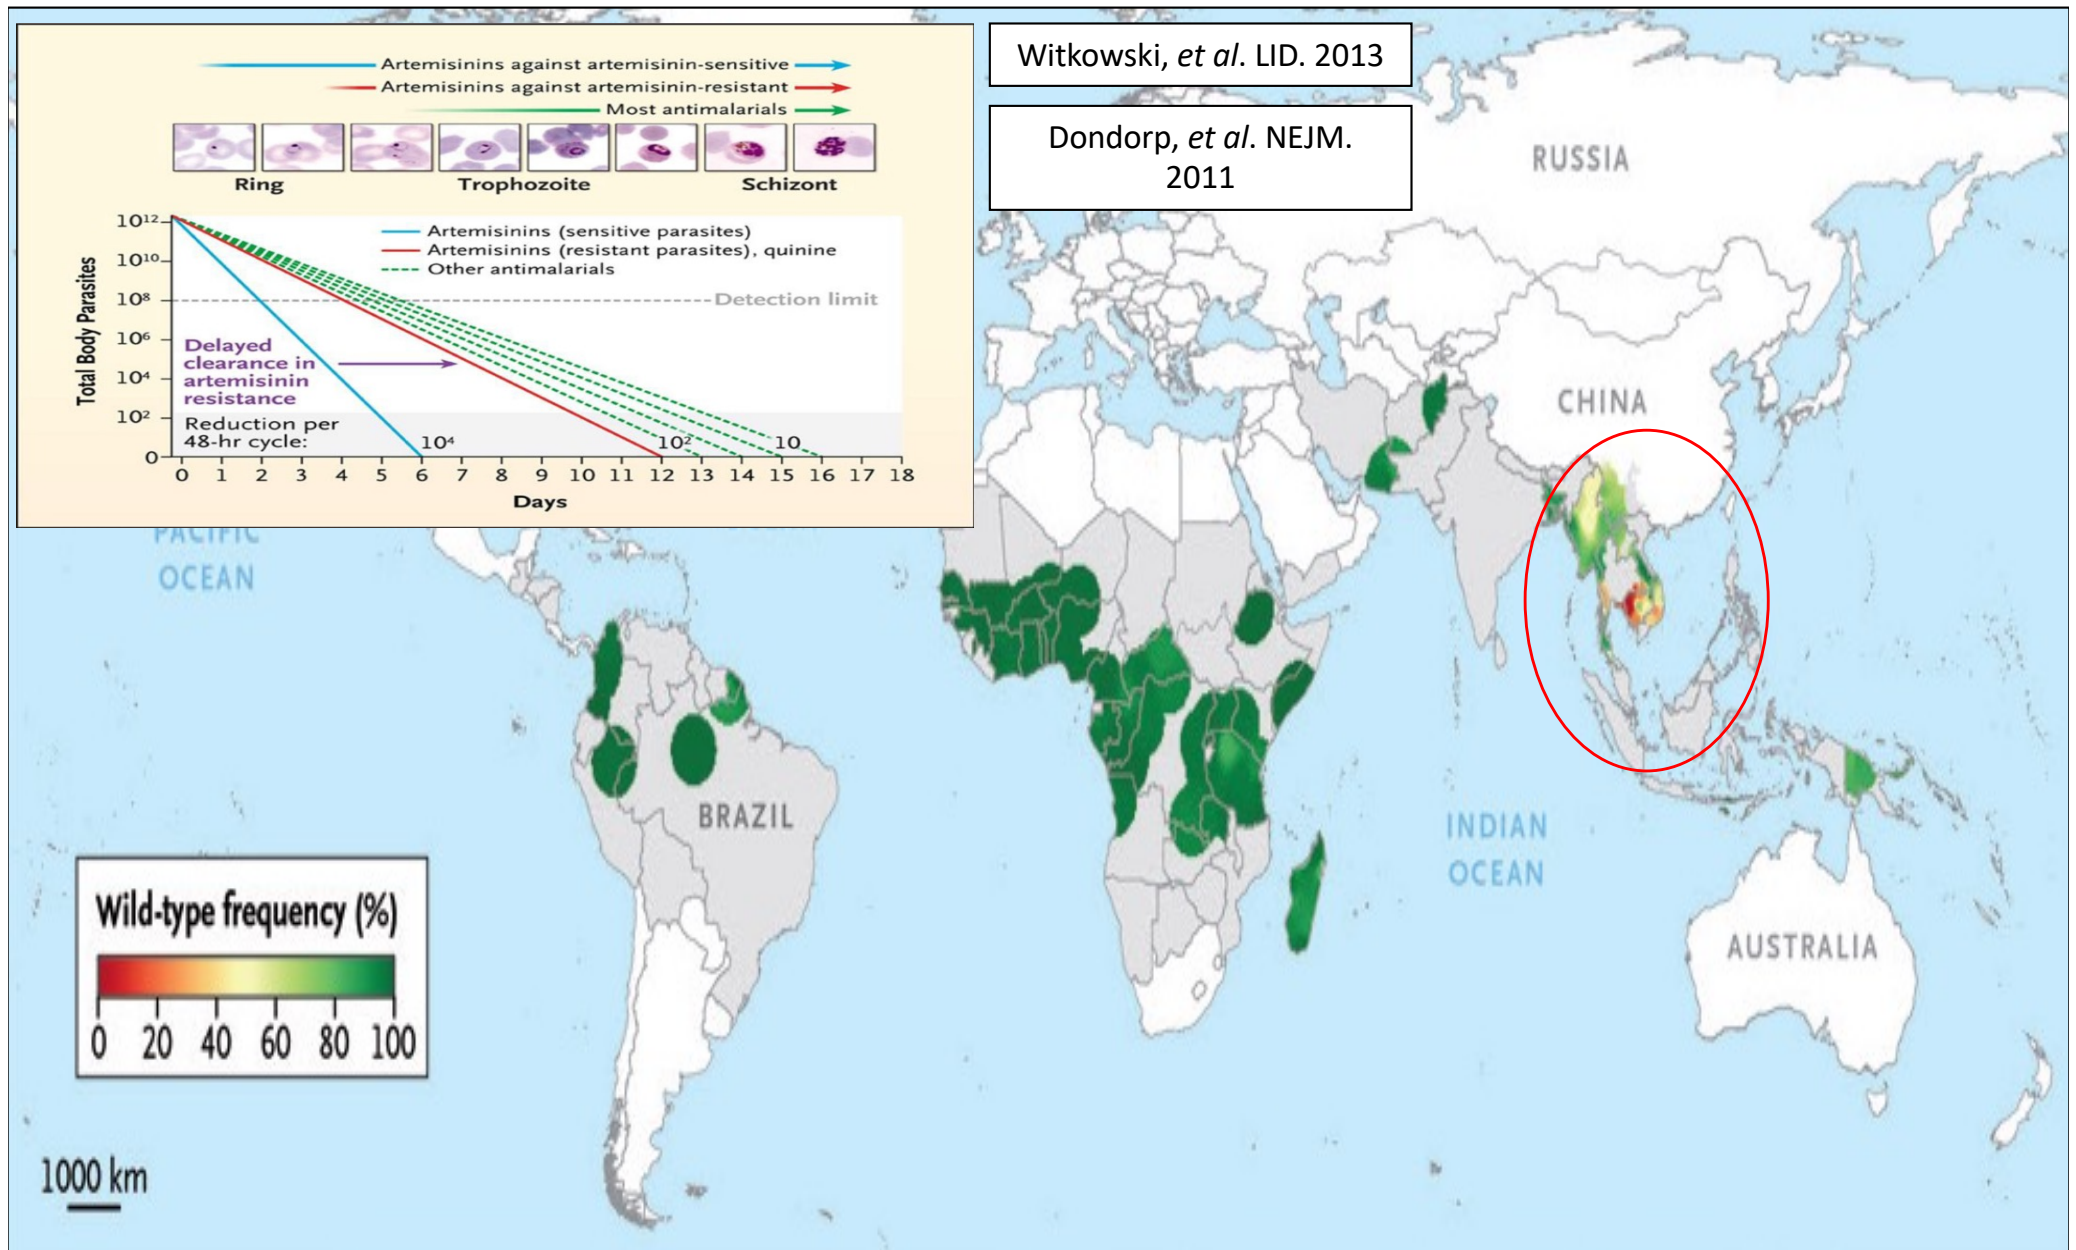 Artemisinins against artemisinin-sensitive
Artemisinins against artemisinin-resistant
Most antimalarials
Ring Trophozoite Schizont
Total Body Parasites
10¹²
10¹⁰
10⁸
10⁶
10⁴
10²
0
Artemisinins (sensitive parasites)
Artemisinins (resistant parasites), quinine
Other antimalarials
Detection limit
Delayed
clearance in
artemisinin
resistance
Reduction per
48-hr cycle: 10⁴ 10² 10
0 1 2 3 4 5 6 7 8 9 10 11 12 13 14 15 16 17 18
Days
Witkowski, et al. LID. 2013
Dondorp, et al. NEJM.
2011
RUSSIA
CHINA
PACIFIC
OCEAN
BRAZIL
INDIAN
OCEAN
AUSTRALIA
Wild-type frequency (%)
0 20 40 60 80 100
1000 km